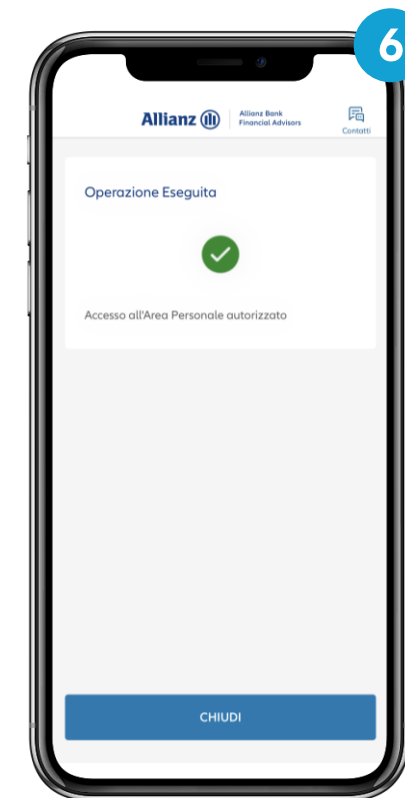 6
Allianz
Allianz Bank
Financial Advisors
Contatti
Operazione Eseguita
Accesso all'Area Personale autorizzato
CHIUDI